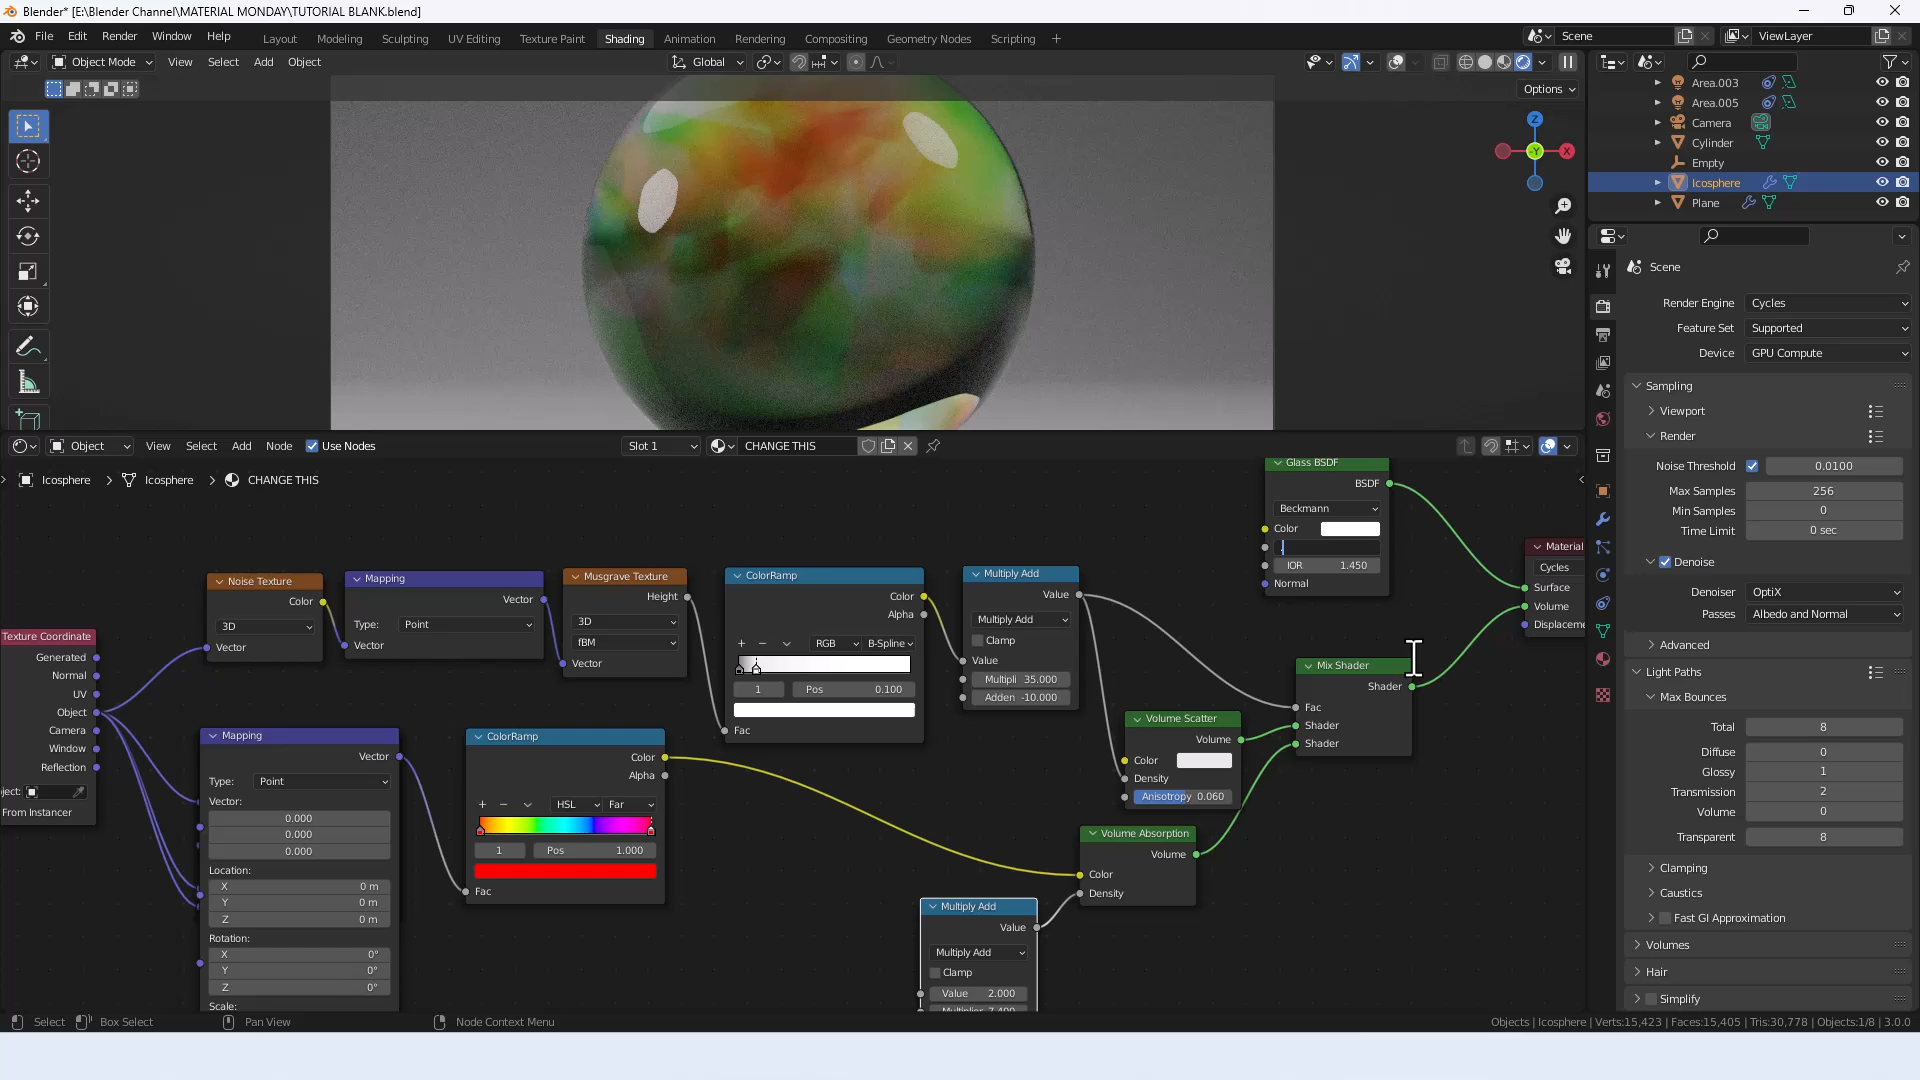 Blender* [E:\Blender Channel\MATERIAL MONDAY\TUTORIAL BLANK.blend]
File Edit Render Window Help Layout Modeling Sculpting UV Editing Texture Paint Shading Animation Rendering Compositing Geometry Nodes Scripting + Scene ViewLayer
Object Mode View Select Add Object Global
Options
Z
-Y
X
Area.003
Area.005
Camera
Cylinder
Empty
Icosphere
Plane
Scene
Render Engine Cycles
Feature Set Supported
Device GPU Compute
Sampling
Viewport
Render
Noise Threshold 0.0100
Max Samples 256
Min Samples 0
Time Limit 0 sec
Denoise
Denoiser OptiX
Passes Albedo and Normal
Advanced
Light Paths
Max Bounces
Total 8
Diffuse 0
Glossy 1
Transmission 2
Volume 0
Transparent 8
Clamping
Caustics
Fast GI Approximation
Volumes
Hair
Simplify
Object View Select Add Node Use Nodes Slot 1 CHANGE THIS
Icosphere Icosphere CHANGE THIS
Texture Coordinate
Generated
Normal
UV
Object
Camera
Window
Reflection
ject:
From Instancer
Noise Texture
Color
3D
Vector
Mapping
Vector
Type: Point
Vector
Musgrave Texture
Height
3D
fBM
Vector
ColorRamp
Color
Alpha
+ − RGB B-Spline
1 Pos 0.100
Fac
Multiply Add
Value
Multiply Add
Clamp
Value
Multipli 35.000
Adden -10.000
Glass BSDF
BSDF
Beckmann
Color
.
IOR 1.450
Normal
Material
Cycles
Surface
Volume
Displaceme
Mix Shader
Shader
Fac
Shader
Shader
Volume Scatter
Volume
Color
Density
Anisotropy 0.060
Volume Absorption
Volume
Color
Density
Mapping
Vector
Type: Point
Vector:
0.000
0.000
0.000
Location:
X 0 m
Y 0 m
Z 0 m
Rotation:
X 0°
Y 0°
Z 0°
Scale:
ColorRamp
Color
Alpha
+ − HSL Far
1 Pos 1.000
Fac
Multiply Add
Value
Multiply Add
Clamp
Value 2.000
Select Box Select Pan View Node Context Menu Objects | Icosphere | Verts:15,423 | Faces:15,405 | Tris:30,778 | Objects:1/8 | 3.0.0